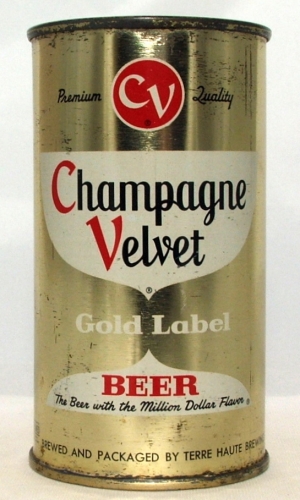 CV
Premium Quality
Champagne
Velvet
®
Gold Label
BEER
The Beer with the Million Dollar Flavor ®
BREWED AND PACKAGED BY TERRE HAUTE